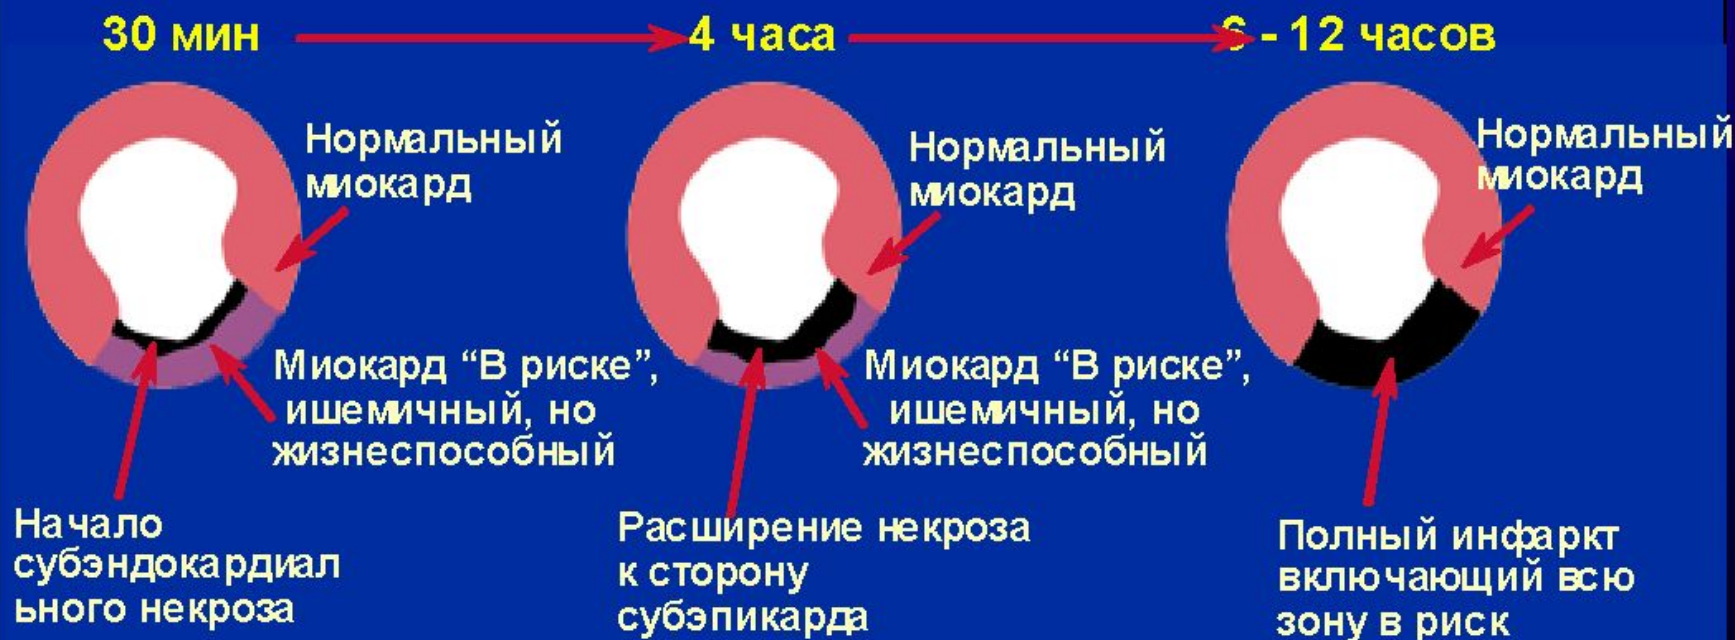 30 мин
4 часа
6 - 12 часов
Нормальный
миокард
Нормальный
миокард
Нормальный
миокард
Миокард “В риске”,
ишемичный, но
жизнеспособный
Миокард “В риске”,
ишемичный, но
жизнеспособный
Начало
субэндокардиал
ьного некроза
Расширение некроза
к сторону
субэпикарда
Полный инфаркт
включающий всю
зону в риск